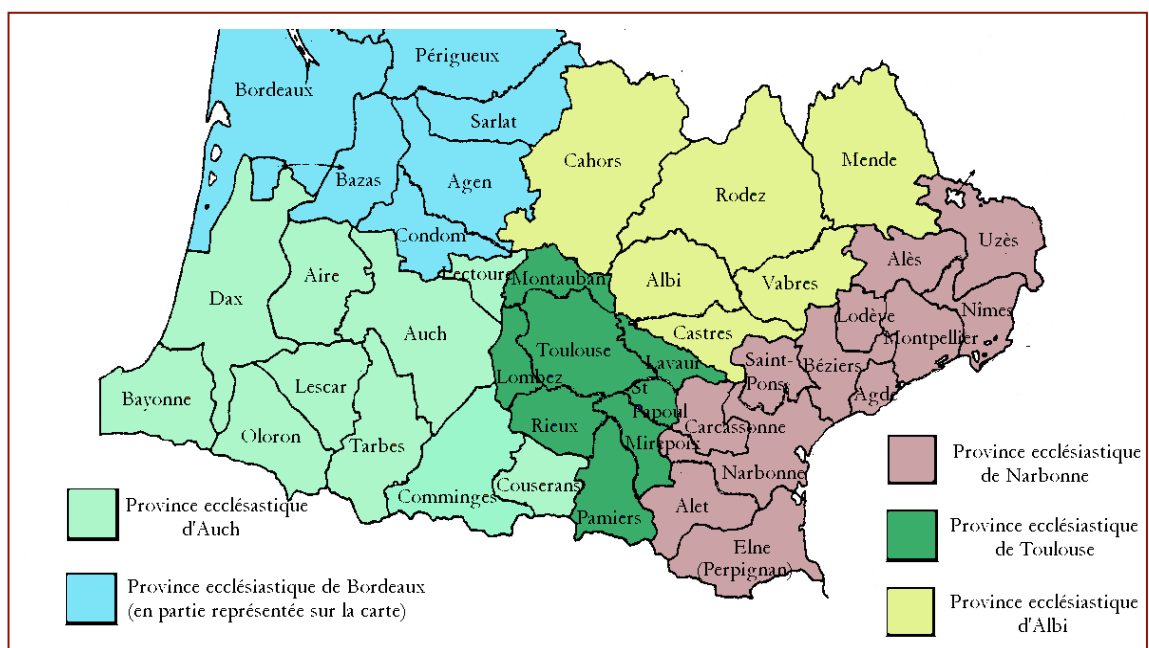 Périgueux
Bordeaux
Sarlat
Cahors
Mende
Bazas
Agen
Rodez
Condom
Uzès
Alès
Lectoure
Montauban
Albi
Vabres
Aire
Dax
Auch
Nîmes
Lodève
Castres
Montpellier
Toulouse
Lavaur
Saint-
Pons
Béziers
Lombez
Lescar
Bayonne
St
Papoul
Agde
Rieux
Carcassonne
Oloron
Tarbes
Mirepoix
Narbonne
Couserans
Comminges
Alet
Pamiers
Elne
(Perpignan)
Province ecclésiastique
de Narbonne
Province ecclésastique
d'Auch
Province ecclésiastique
de Toulouse
Province ecclésiastique de Bordeaux
(en partie représentée sur la carte)
Province ecclésiastique
d'Albi